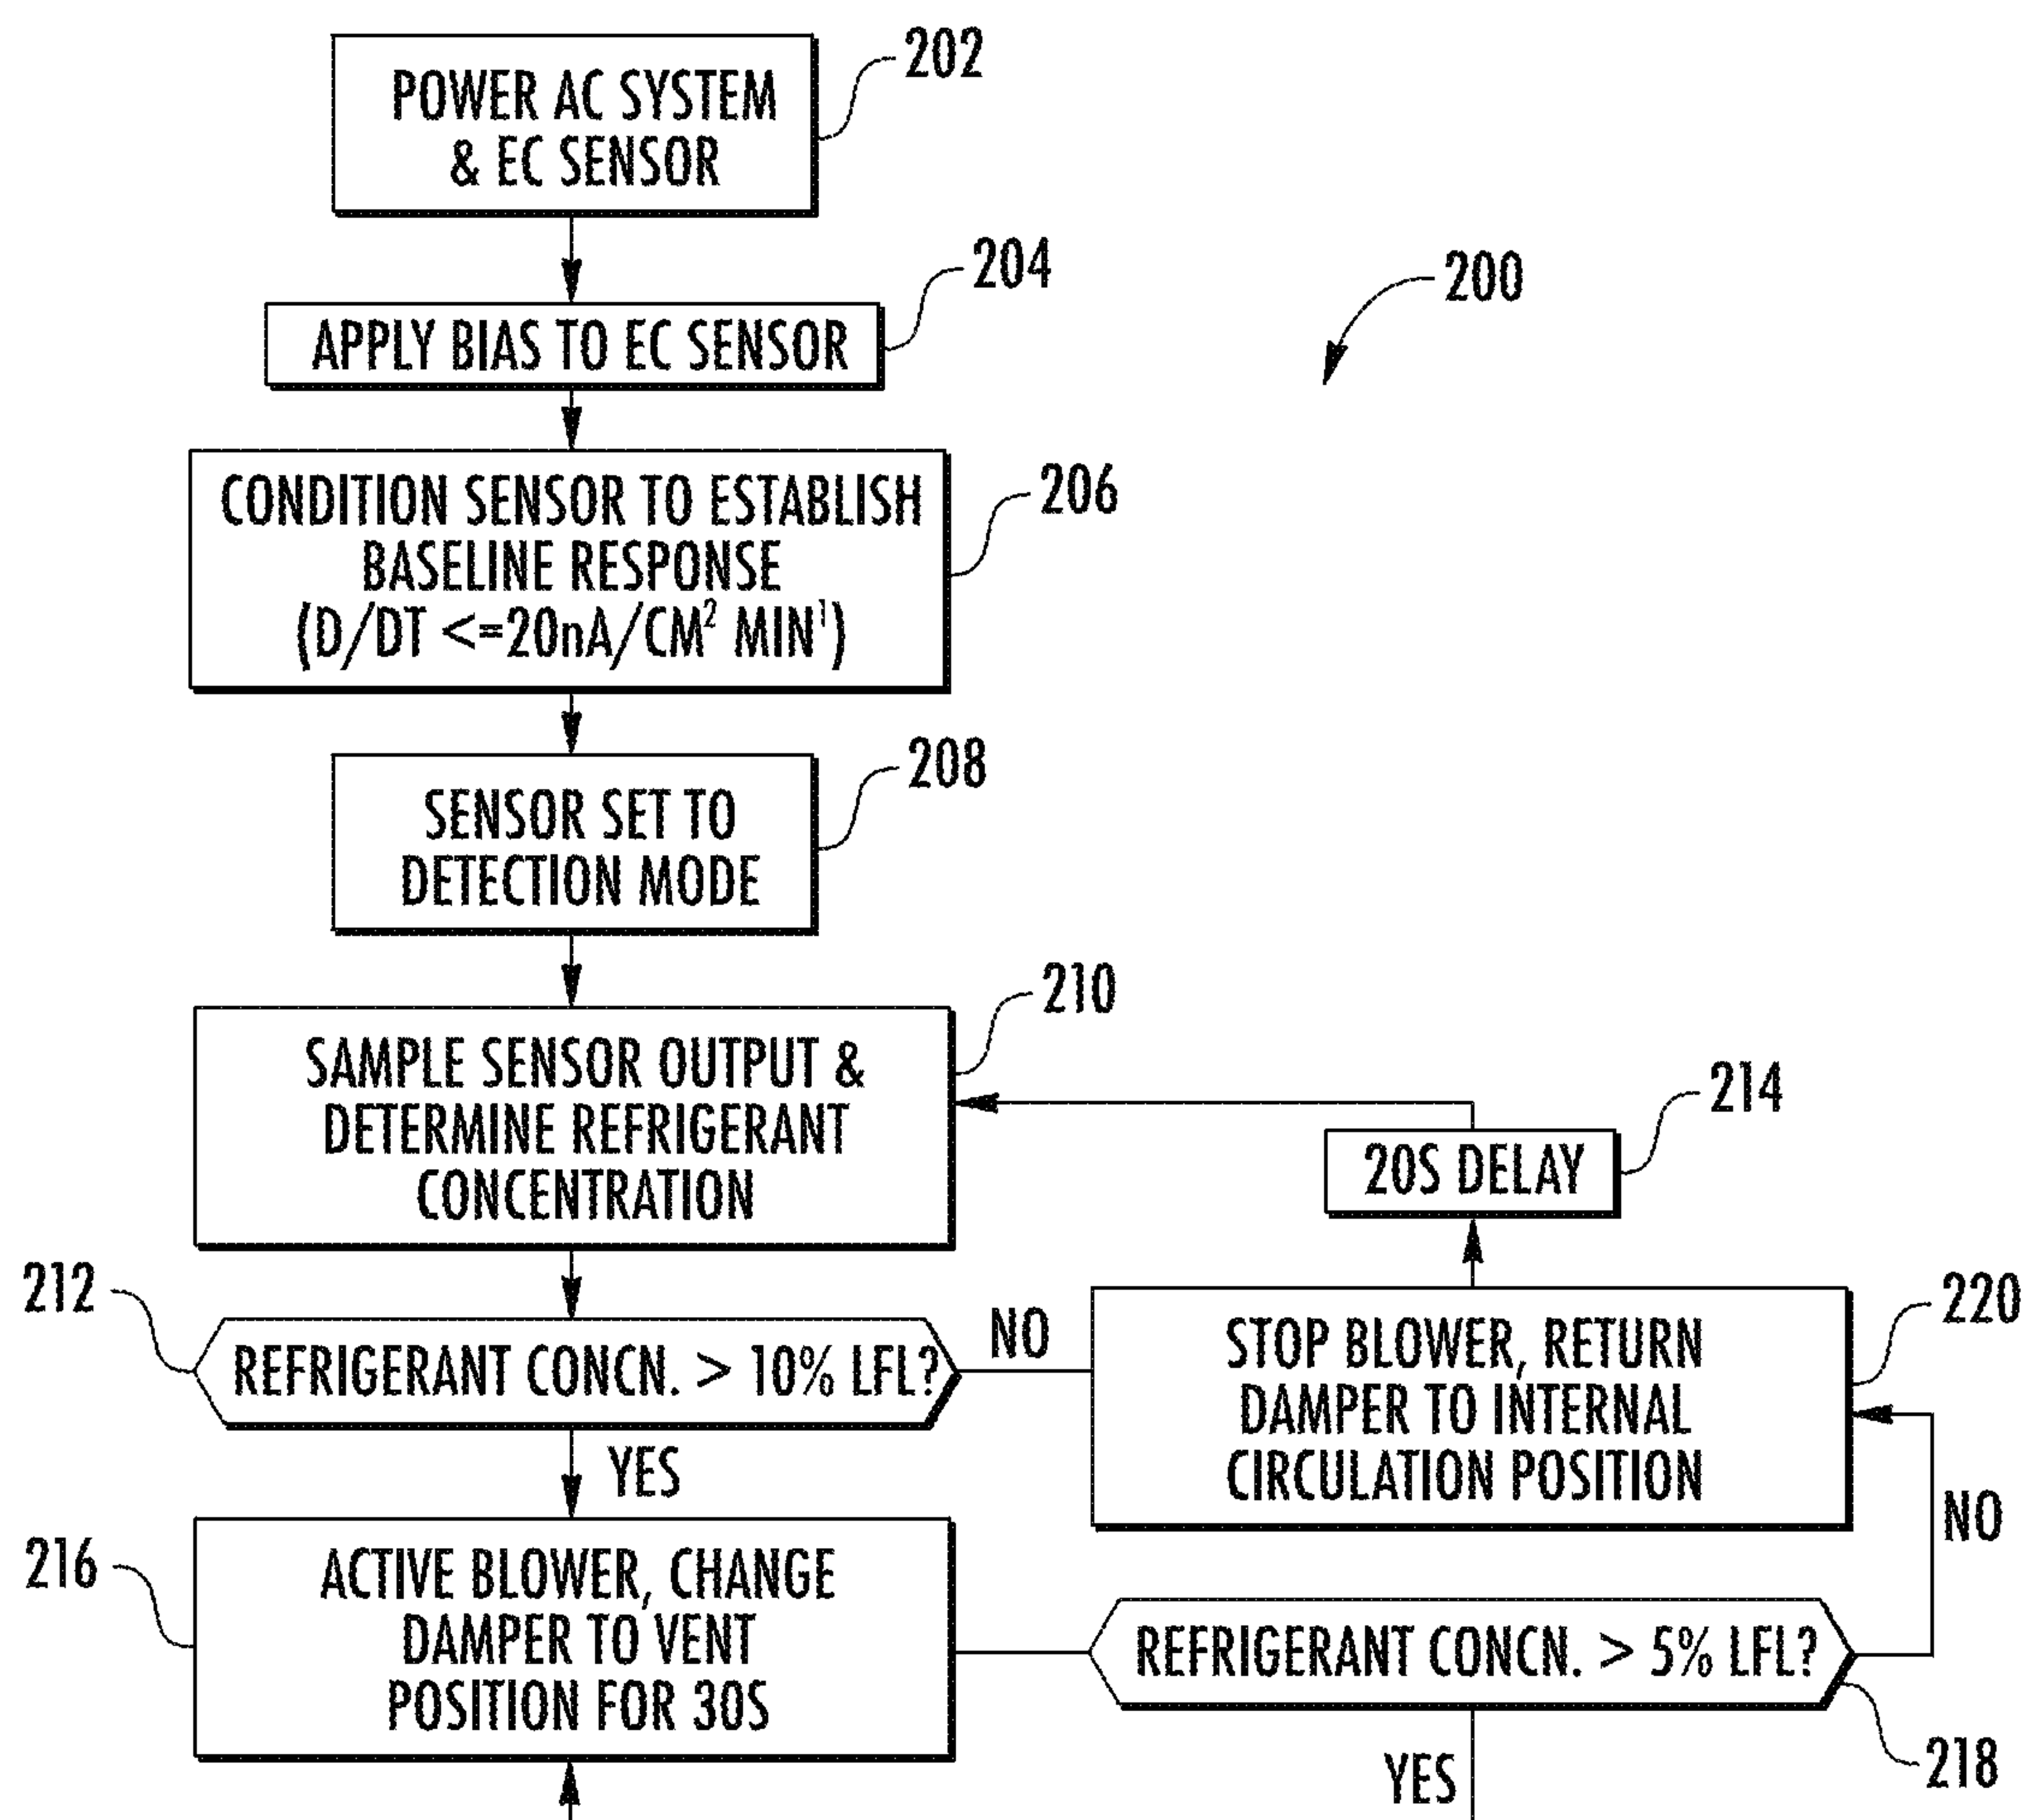 202
POWER AC SYSTEM
& EC SENSOR
204
APPLY BIAS TO EC SENSOR
200
206
CONDITION SENSOR TO ESTABLISH
BASELINE RESPONSE
(D/DT <=20nA/CM² MIN¹)
208
SENSOR SET TO
DETECTION MODE
210
SAMPLE SENSOR OUTPUT &
DETERMINE REFRIGERANT
CONCENTRATION
214
20S DELAY
212
REFRIGERANT CONCN. > 10% LFL?
NO
220
STOP BLOWER, RETURN
DAMPER TO INTERNAL
CIRCULATION POSITION
YES
NO
216
ACTIVE BLOWER, CHANGE
DAMPER TO VENT
POSITION FOR 30S
REFRIGERANT CONCN. > 5% LFL?
218
YES